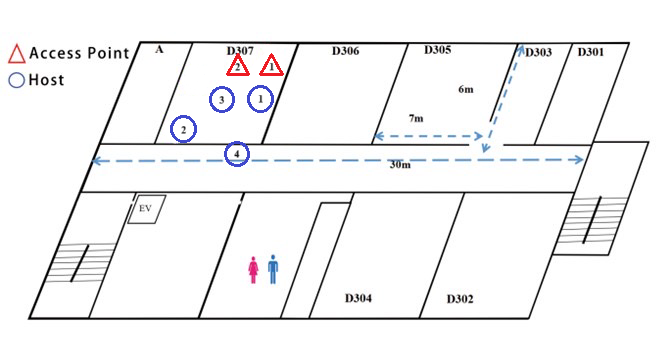 Access Point
Host
A
D307
D306
D305
D303
D301
2
1
3
1
2
4
6m
7m
30m
EV
D304
D302